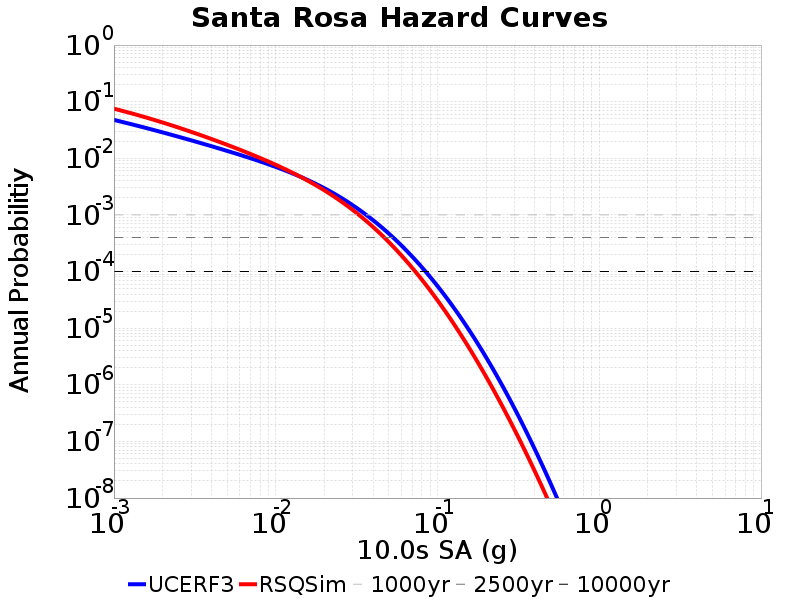 Santa Rosa Hazard Curves
10^0
10^-1
10^-2
10^-3
10^-4
10^-5
10^-6
10^-7
10^-8
Annual Probabilitiy
10^-3 10^-2 10^-1 10^0 10^1
10.0s SA (g)
UCERF3 RSQSim 1000yr 2500yr 10000yr